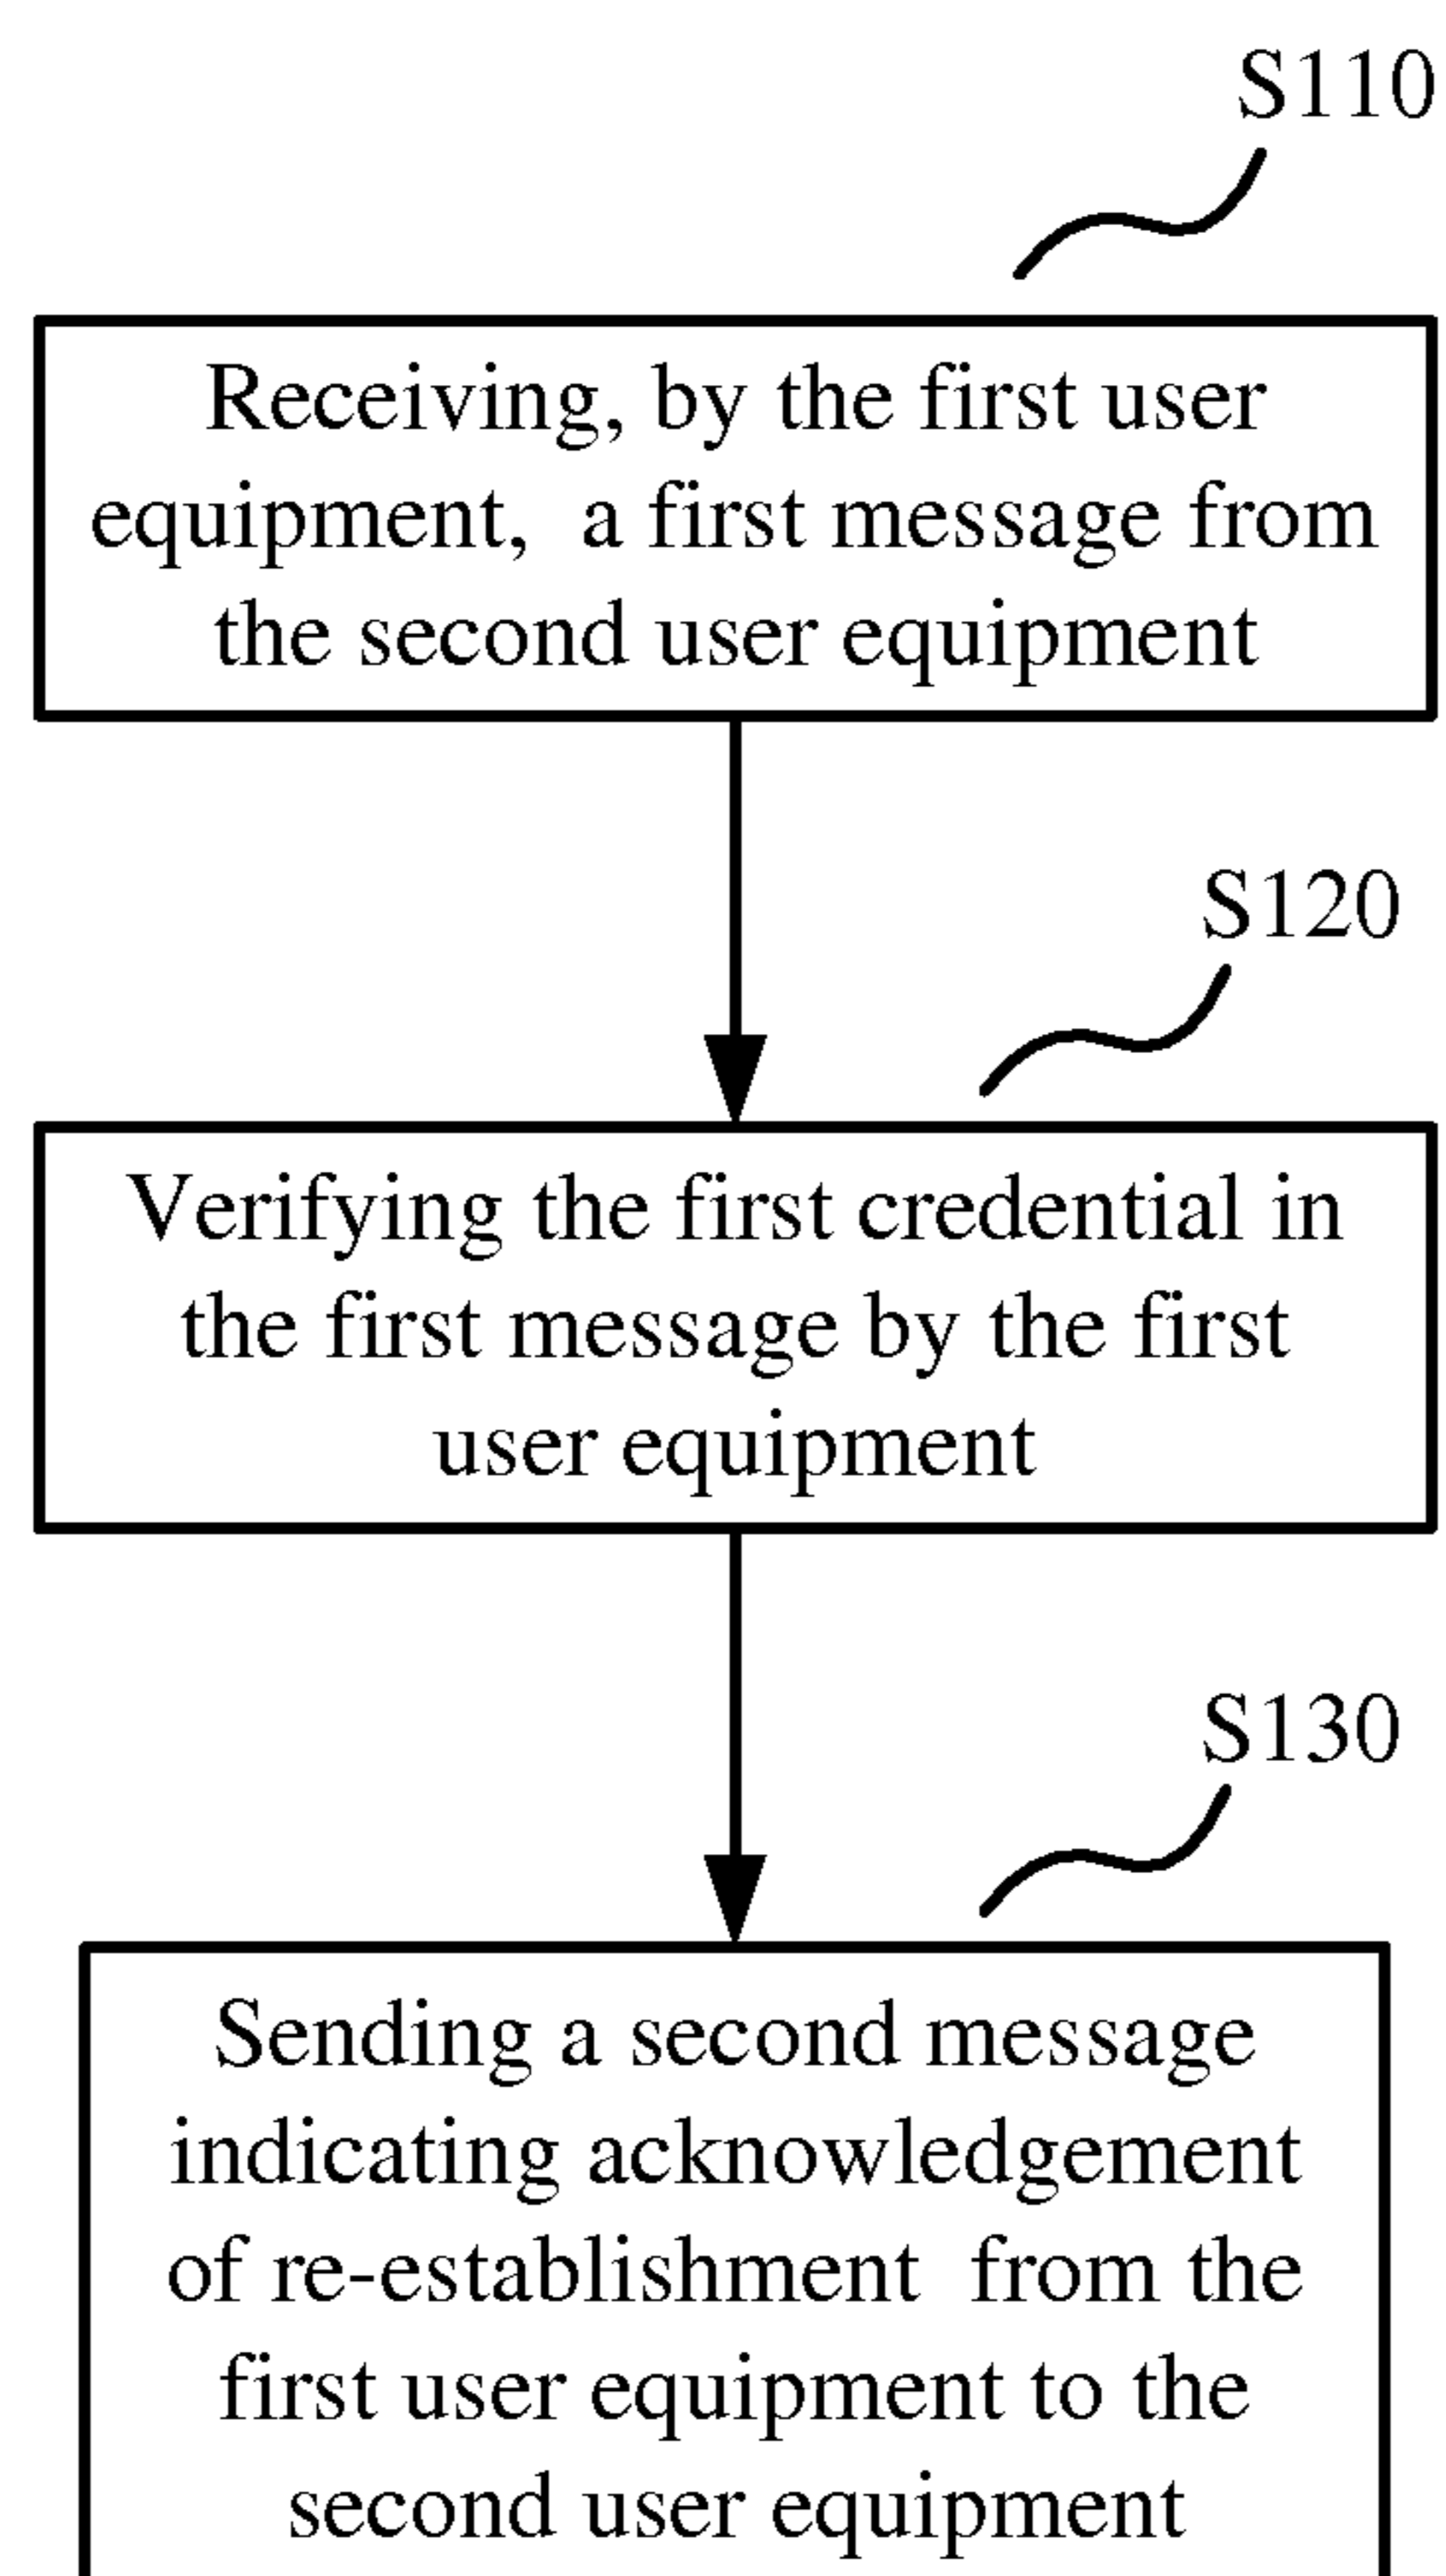 S110
Receiving, by the first user
equipment,  a first message from
the second user equipment
S120
Verifying the first credential in
the first message by the first
user equipment
S130
Sending a second message
indicating acknowledgement
of re-establishment  from the
first user equipment to the
second user equipment